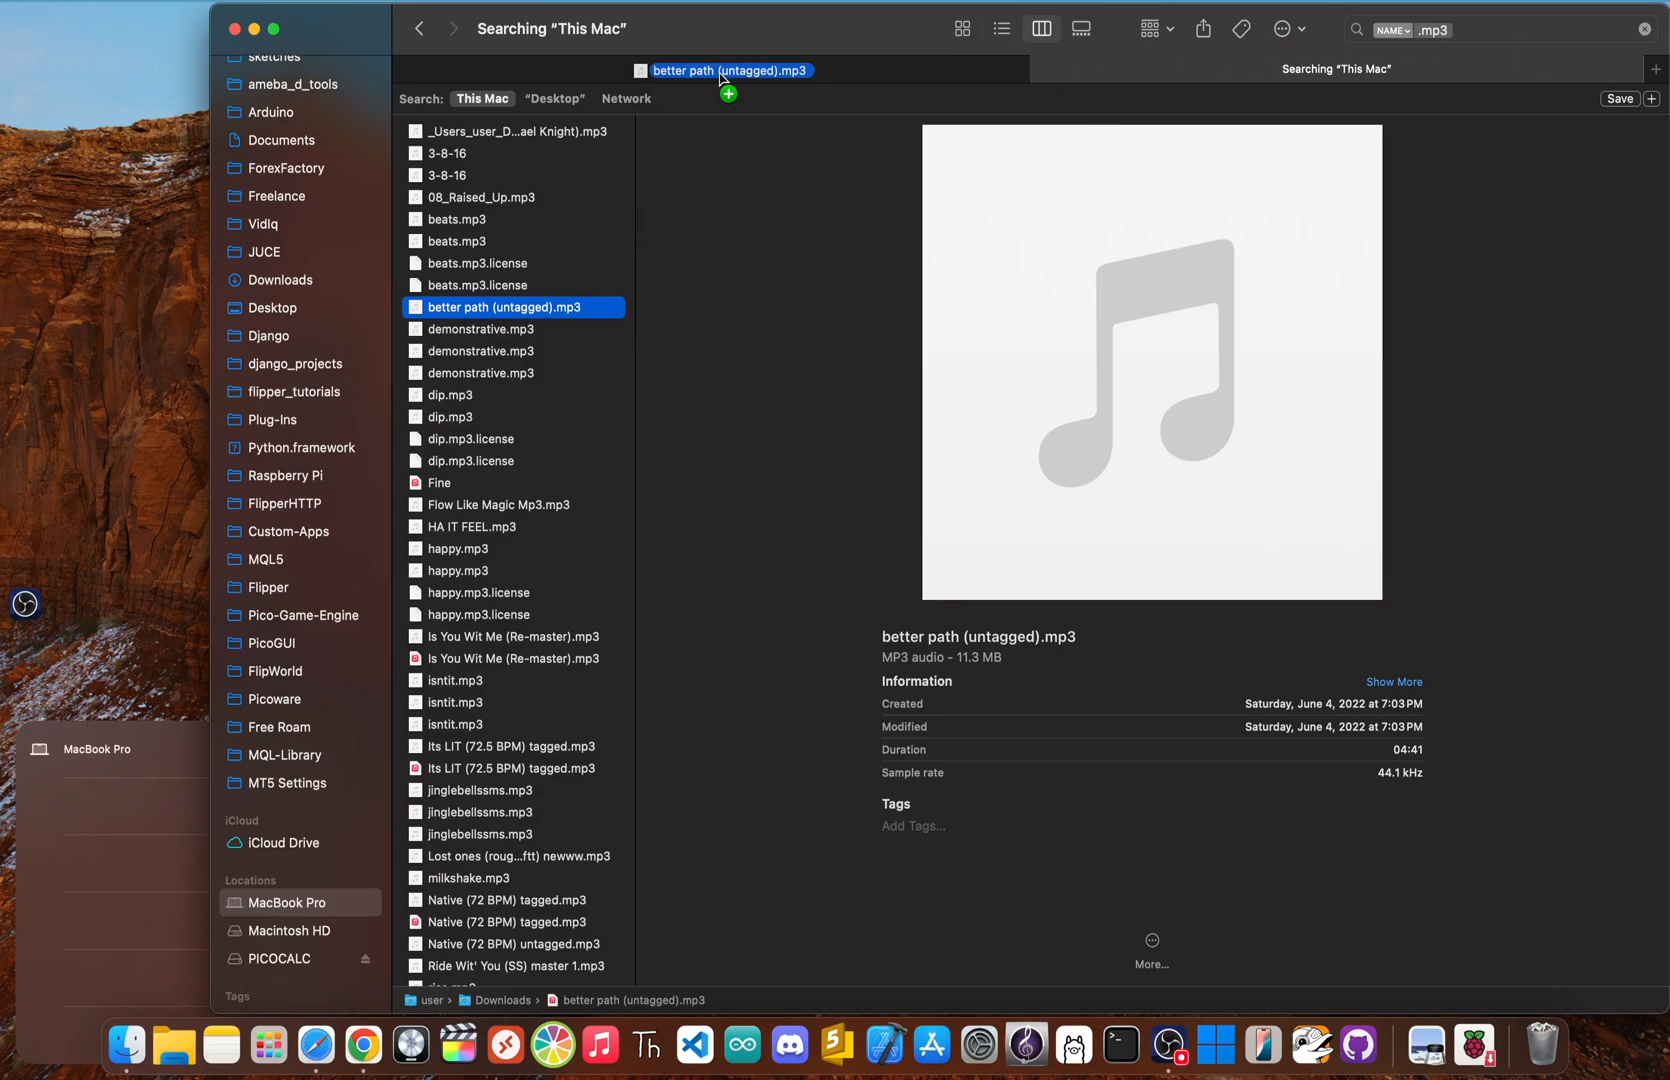 Searching “This Mac”
NAME .mp3
better path (untagged).mp3
Searching “This Mac”
Search: This Mac “Desktop” Network
Save
sketches
ameba_d_tools
Arduino
Documents
ForexFactory
Freelance
VidIq
JUCE
Downloads
Desktop
Django
django_projects
flipper_tutorials
Plug-Ins
Python.framework
Raspberry Pi
FlipperHTTP
Custom-Apps
MQL5
Flipper
Pico-Game-Engine
PicoGUI
FlipWorld
Picoware
Free Roam
MQL-Library
MT5 Settings
iCloud
iCloud Drive
Locations
MacBook Pro
Macintosh HD
PICOCALC
Tags
MacBook Pro
_Users_user_D...ael Knight).mp3
3-8-16
3-8-16
08_Raised_Up.mp3
beats.mp3
beats.mp3
beats.mp3.license
beats.mp3.license
better path (untagged).mp3
demonstrative.mp3
demonstrative.mp3
demonstrative.mp3
dip.mp3
dip.mp3
dip.mp3.license
dip.mp3.license
Fine
Flow Like Magic Mp3.mp3
HA IT FEEL.mp3
happy.mp3
happy.mp3
happy.mp3.license
happy.mp3.license
Is You Wit Me (Re-master).mp3
Is You Wit Me (Re-master).mp3
isntit.mp3
isntit.mp3
isntit.mp3
Its LIT (72.5 BPM) tagged.mp3
Its LIT (72.5 BPM) tagged.mp3
jinglebellssms.mp3
jinglebellssms.mp3
jinglebellssms.mp3
Lost ones (roug...ftt) newww.mp3
milkshake.mp3
Native (72 BPM) tagged.mp3
Native (72 BPM) tagged.mp3
Native (72 BPM) untagged.mp3
Ride Wit' You (SS) master 1.mp3
better path (untagged).mp3
MP3 audio - 11.3 MB
Information Show More
Created Saturday, June 4, 2022 at 7:03 PM
Modified Saturday, June 4, 2022 at 7:03 PM
Duration 04:41
Sample rate 44.1 kHz
Tags
Add Tags...
More...
user › Downloads › better path (untagged).mp3
Th